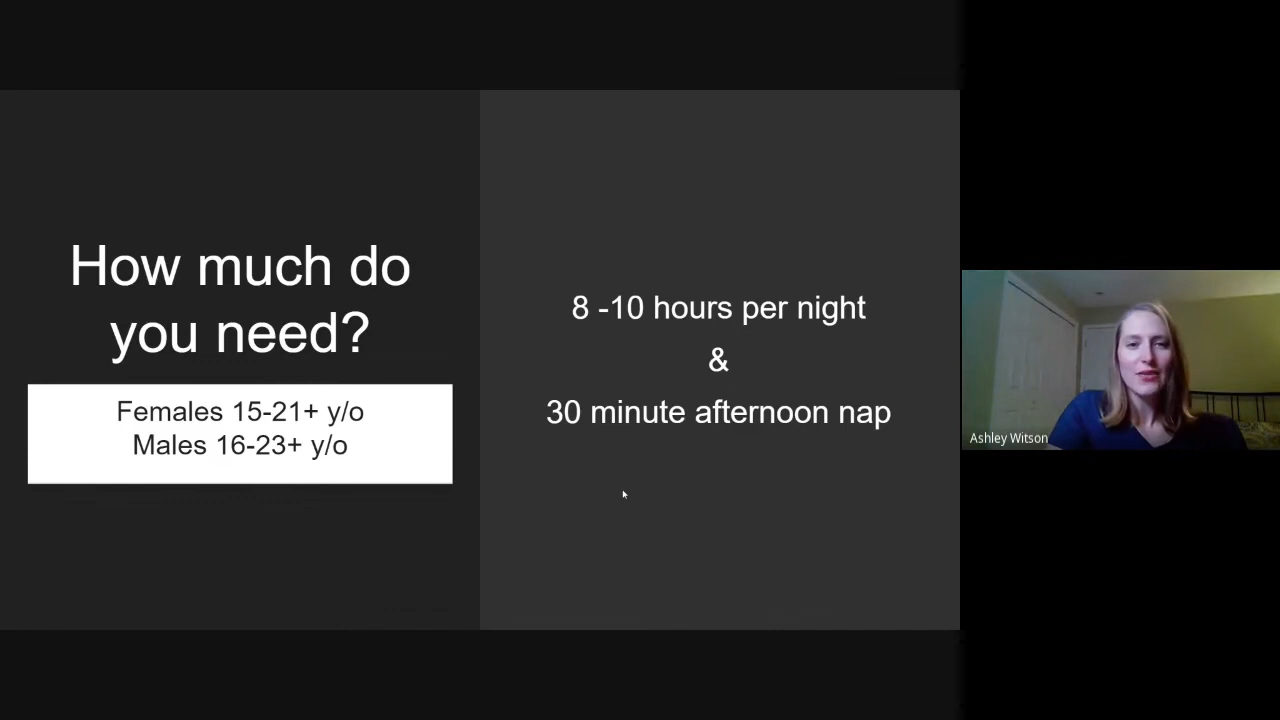 How much do
you need?
Females 15-21+ y/o
Males 16-23+ y/o
8 -10 hours per night
&
30 minute afternoon nap
Ashley Witson